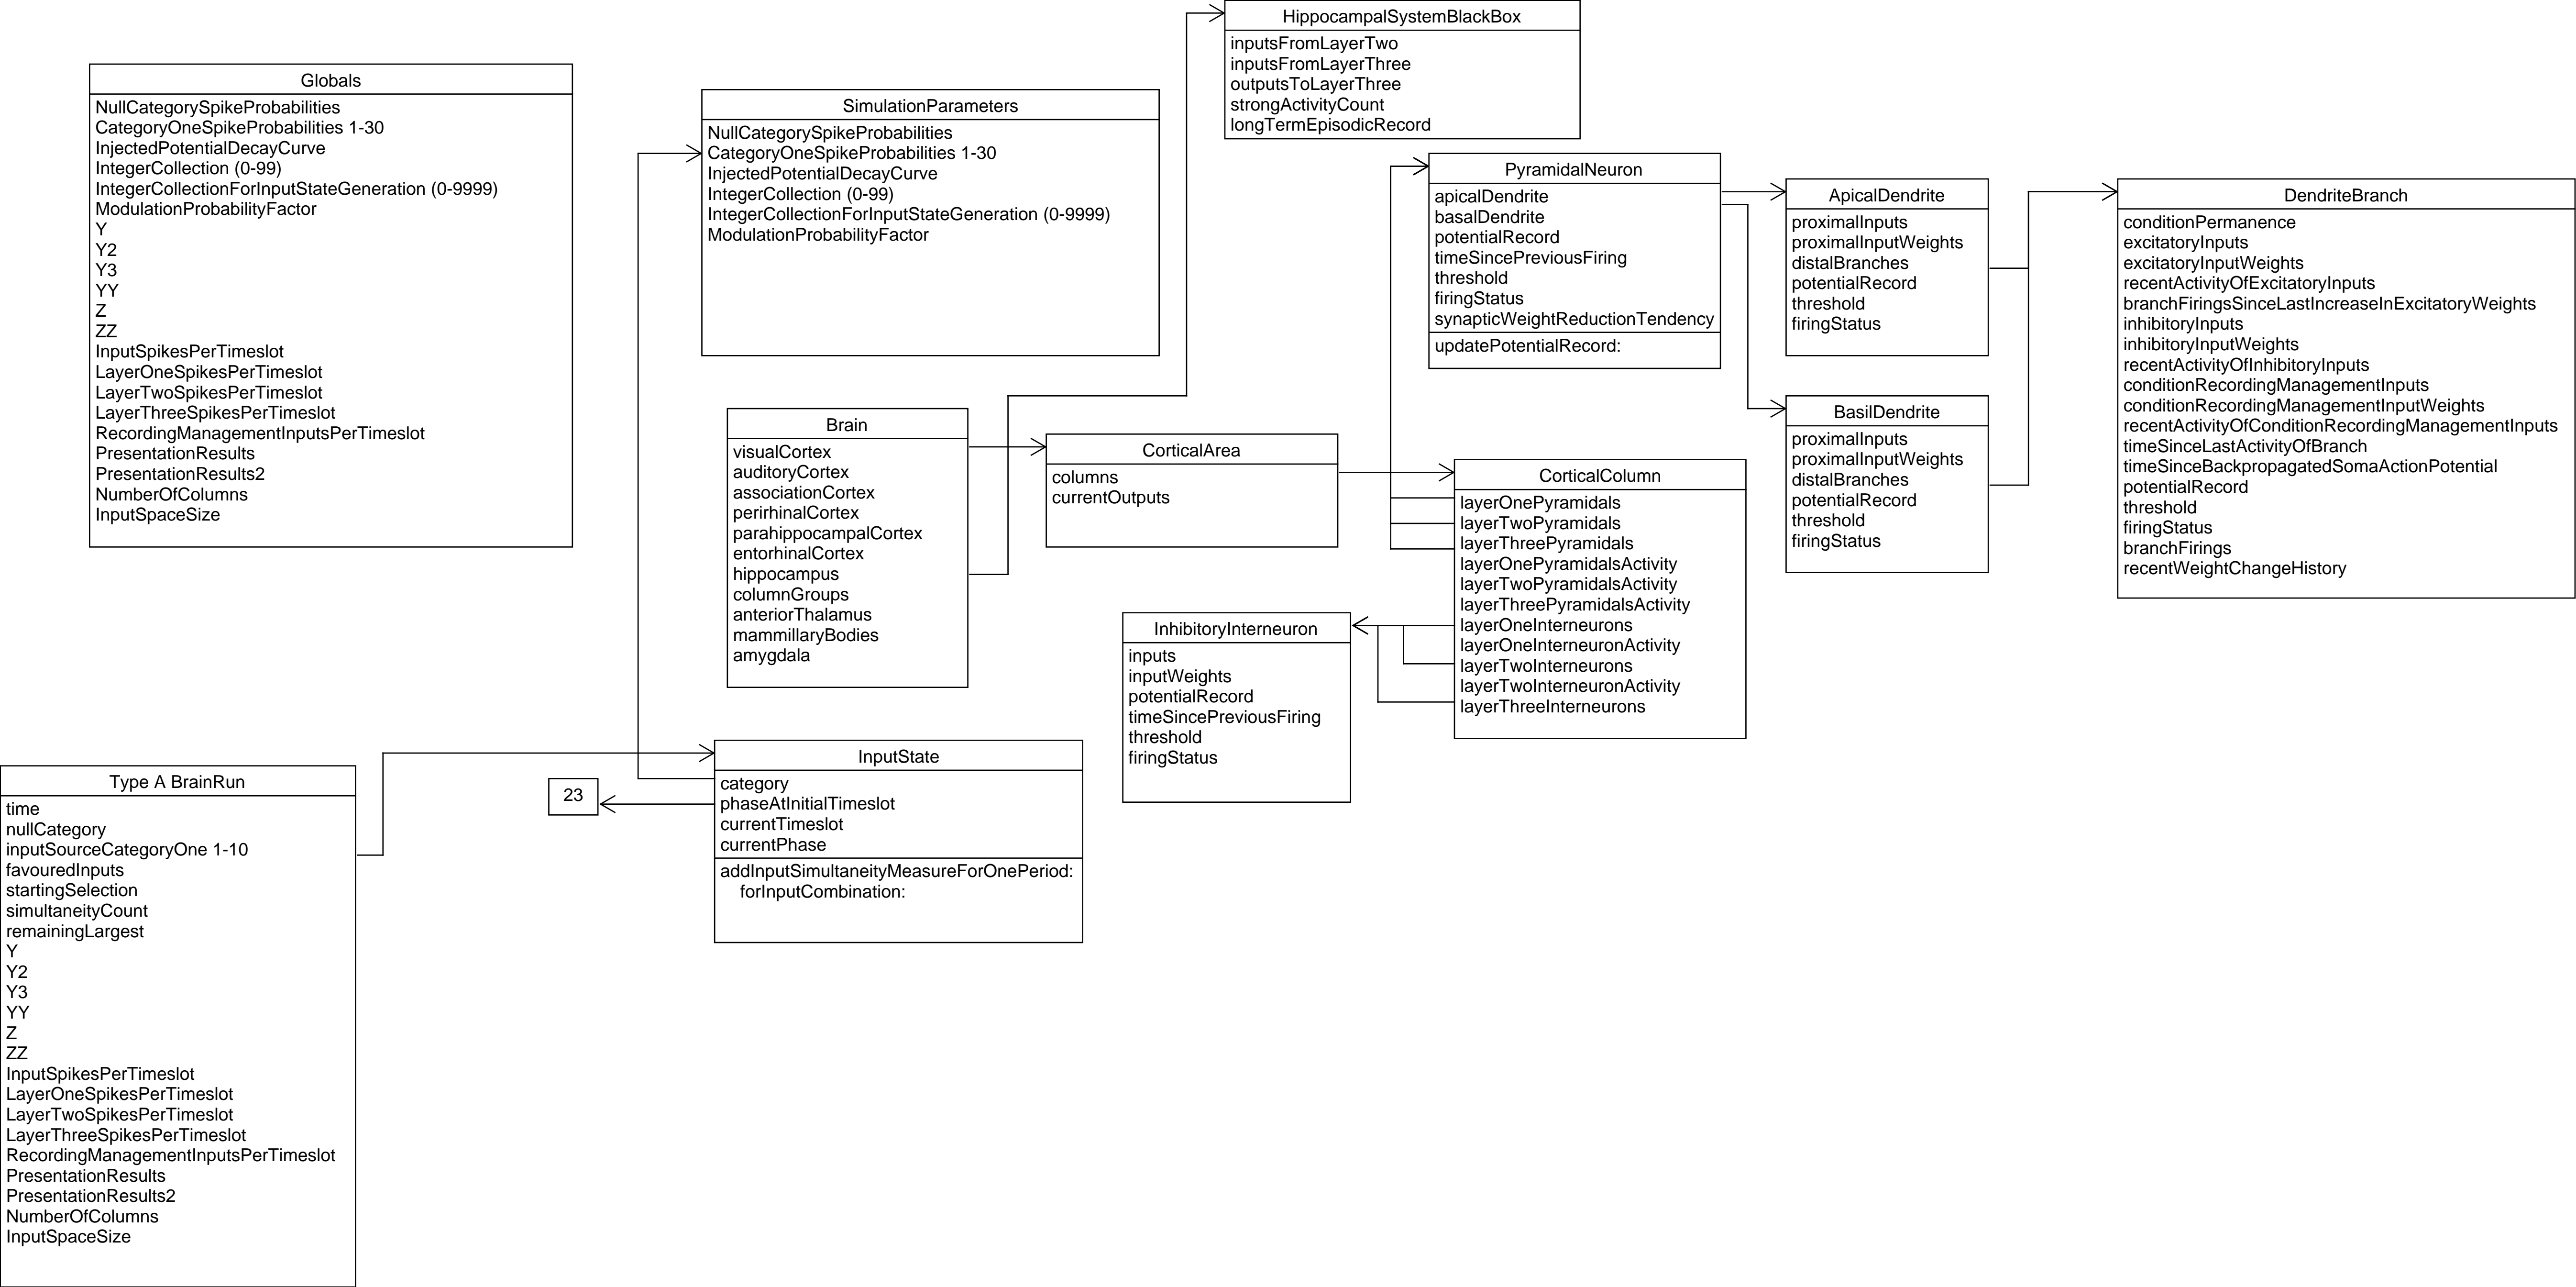 HippocampalSystemBlackBox
inputsFromLayerTwo
inputsFromLayerThree
outputsToLayerThree
strongActivityCount
longTermEpisodicRecord
Globals
NullCategorySpikeProbabilities
CategoryOneSpikeProbabilities 1-30
InjectedPotentialDecayCurve
IntegerCollection (0-99)
IntegerCollectionForInputStateGeneration (0-9999)
ModulationProbabilityFactor
Y
Y2
Y3
YY
Z
ZZ
InputSpikesPerTimeslot
LayerOneSpikesPerTimeslot
LayerTwoSpikesPerTimeslot
LayerThreeSpikesPerTimeslot
RecordingManagementInputsPerTimeslot
PresentationResults
PresentationResults2
NumberOfColumns
InputSpaceSize
SimulationParameters
NullCategorySpikeProbabilities
CategoryOneSpikeProbabilities 1-30
InjectedPotentialDecayCurve
IntegerCollection (0-99)
IntegerCollectionForInputStateGeneration (0-9999)
ModulationProbabilityFactor
PyramidalNeuron
apicalDendrite
basalDendrite
potentialRecord
timeSincePreviousFiring
threshold
firingStatus
synapticWeightReductionTendency
updatePotentialRecord:
ApicalDendrite
proximalInputs
proximalInputWeights
distalBranches
potentialRecord
threshold
firingStatus
DendriteBranch
conditionPermanence
excitatoryInputs
excitatoryInputWeights
recentActivityOfExcitatoryInputs
branchFiringsSinceLastIncreaseInExcitatoryWeights
inhibitoryInputs
inhibitoryInputWeights
recentActivityOfInhibitoryInputs
conditionRecordingManagementInputs
conditionRecordingManagementInputWeights
recentActivityOfConditionRecordingManagementInputs
timeSinceLastActivityOfBranch
timeSinceBackpropagatedSomaActionPotential
potentialRecord
threshold
firingStatus
branchFirings
recentWeightChangeHistory
BasilDendrite
proximalInputs
proximalInputWeights
distalBranches
potentialRecord
threshold
firingStatus
Brain
visualCortex
auditoryCortex
associationCortex
perirhinalCortex
parahippocampalCortex
entorhinalCortex
hippocampus
columnGroups
anteriorThalamus
mammillaryBodies
amygdala
CorticalArea
columns
currentOutputs
CorticalColumn
layerOnePyramidals
layerTwoPyramidals
layerThreePyramidals
layerOnePyramidalsActivity
layerTwoPyramidalsActivity
layerThreePyramidalsActivity
layerOneInterneurons
layerOneInterneuronActivity
layerTwoInterneurons
layerTwoInterneuronActivity
layerThreeInterneurons
InhibitoryInterneuron
inputs
inputWeights
potentialRecord
timeSincePreviousFiring
threshold
firingStatus
InputState
category
phaseAtInitialTimeslot
currentTimeslot
currentPhase
addInputSimultaneityMeasureForOnePeriod:
forInputCombination:
23
Type A BrainRun
time
nullCategory
inputSourceCategoryOne 1-10
favouredInputs
startingSelection
simultaneityCount
remainingLargest
Y
Y2
Y3
YY
Z
ZZ
InputSpikesPerTimeslot
LayerOneSpikesPerTimeslot
LayerTwoSpikesPerTimeslot
LayerThreeSpikesPerTimeslot
RecordingManagementInputsPerTimeslot
PresentationResults
PresentationResults2
NumberOfColumns
InputSpaceSize